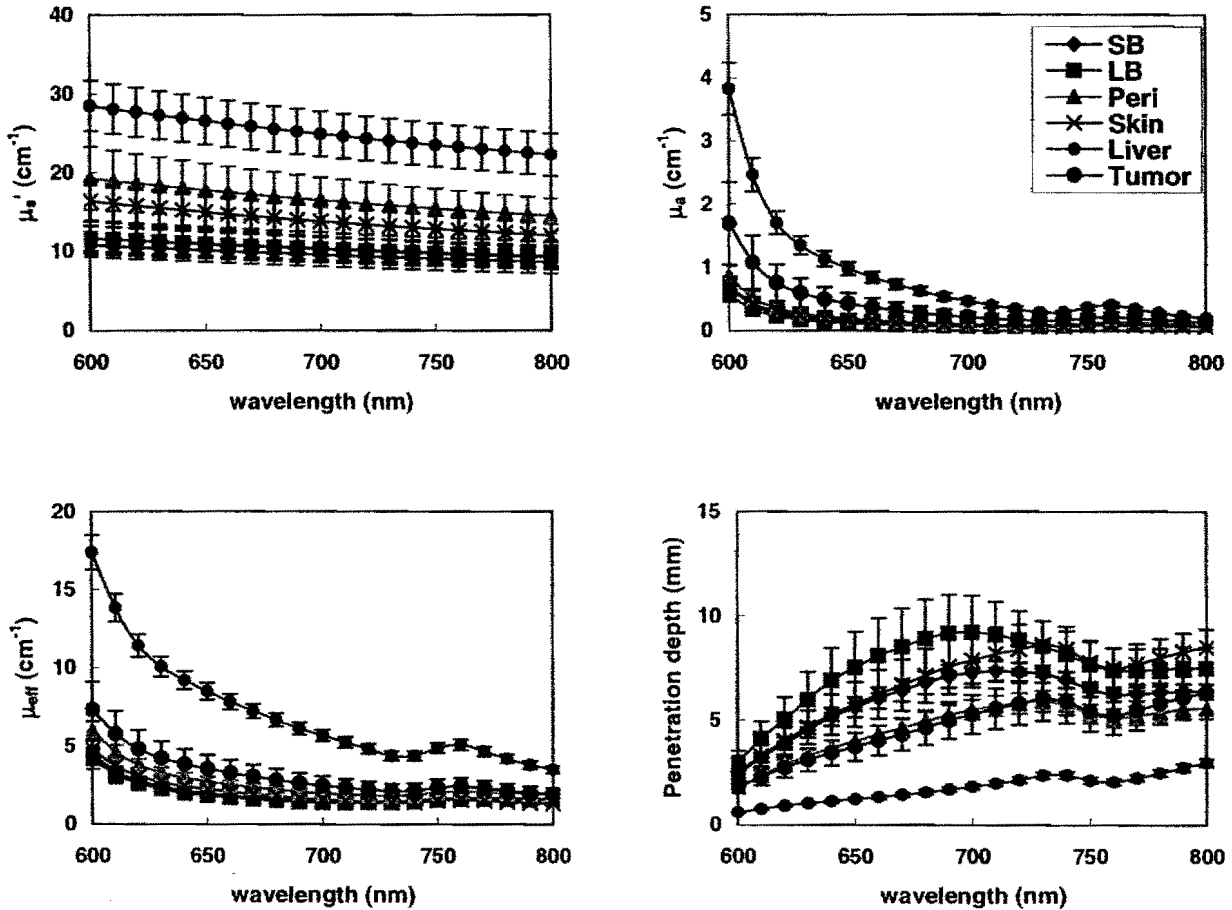 40
30
20
10
0
μs' (cm-1)
600 650 700 750 800
wavelength (nm)
5
4
3
2
1
0
μa (cm-1)
600 650 700 750 800
wavelength (nm)
SB
LB
Peri
Skin
Liver
Tumor
20
15
10
5
0
μeff (cm-1)
600 650 700 750 800
wavelength (nm)
15
10
5
0
Penetration depth (mm)
600 650 700 750 800
wavelength (nm)